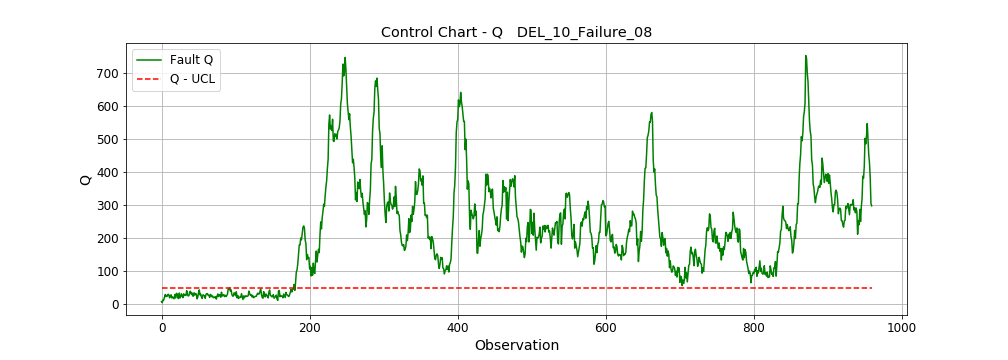 Control Chart - Q   DEL_10_Failure_08
Fault Q
Q - UCL
Q
700
600
500
400
300
200
100
0
0 200 400 600 800 1000
Observation